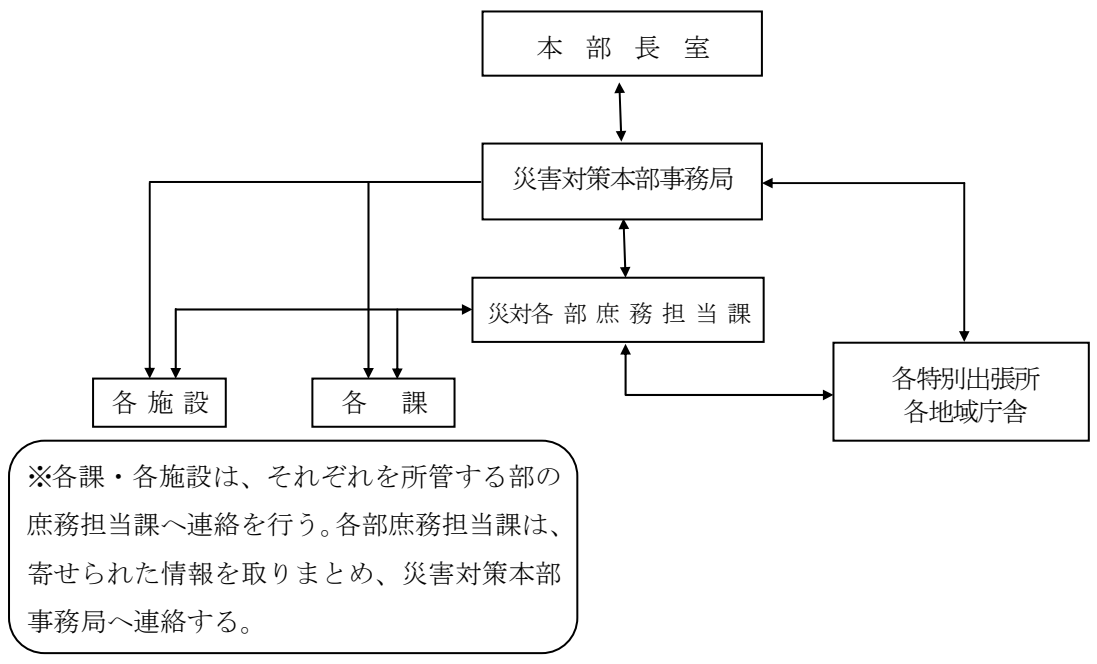 本部長室
災害対策本部事務局
災対各部庶務担当課
各施設
各課
各特別出張所
各地域庁舎
※各課・各施設は、それぞれを所管する部の
庶務担当課へ連絡を行う。各部庶務担当課は、
寄せられた情報を取りまとめ、災害対策本部
事務局へ連絡する。